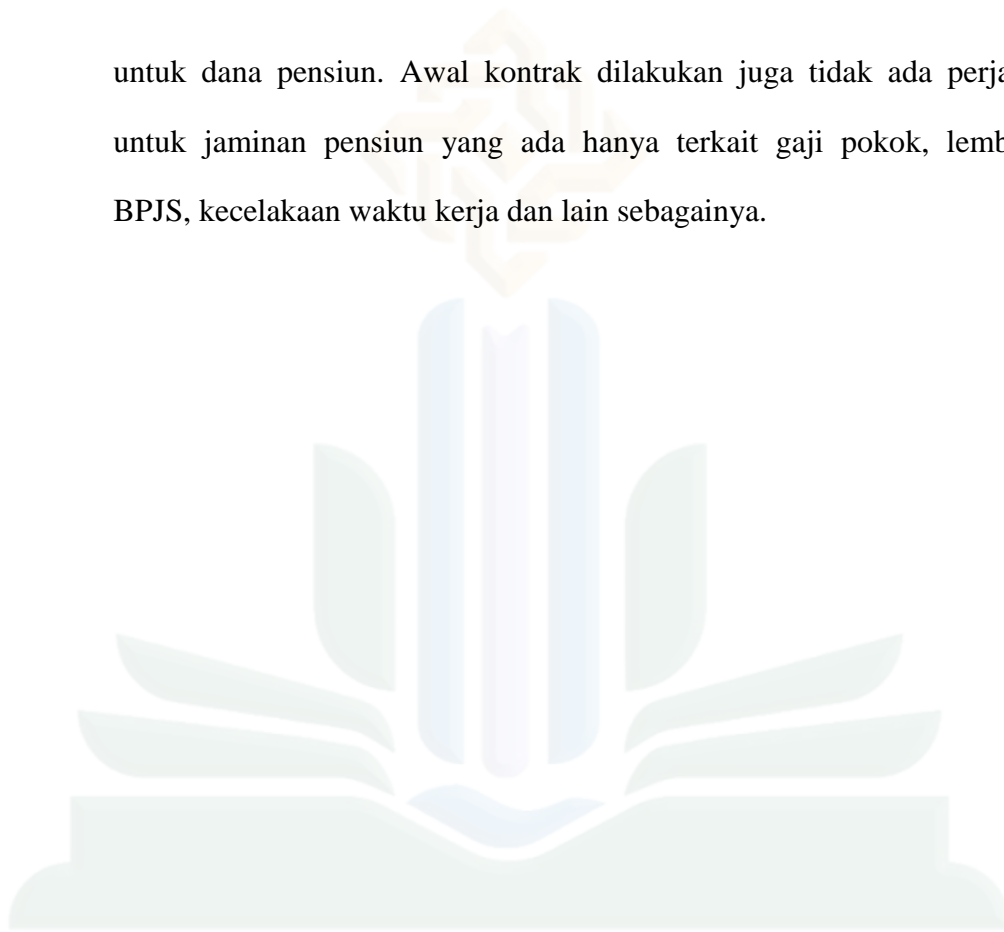 untuk dana pensiun. Awal kontrak dilakukan juga tidak ada perja
untuk jaminan pensiun yang ada hanya terkait gaji pokok, lemb
BPJS, kecelakaan waktu kerja dan lain sebagainya.